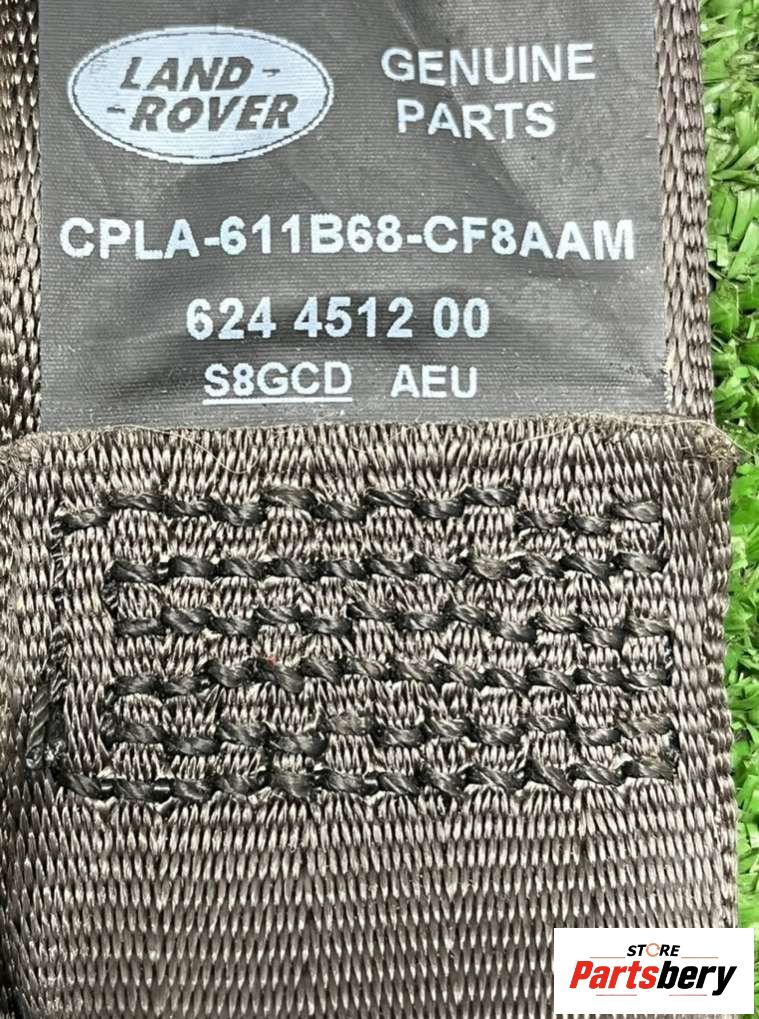 LAND-
-ROVER
GENUINE
PARTS
CPLA-611B68-CF8AAM
624 4512 00
S8GCD AEU
STORE
Partsbery